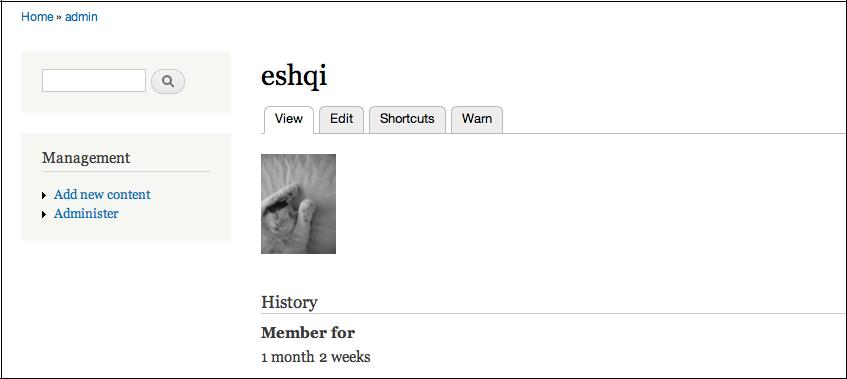 Home » admin
eshqi
View Edit Shortcuts Warn
Management
Add new content
Administer
History
Member for
1 month 2 weeks